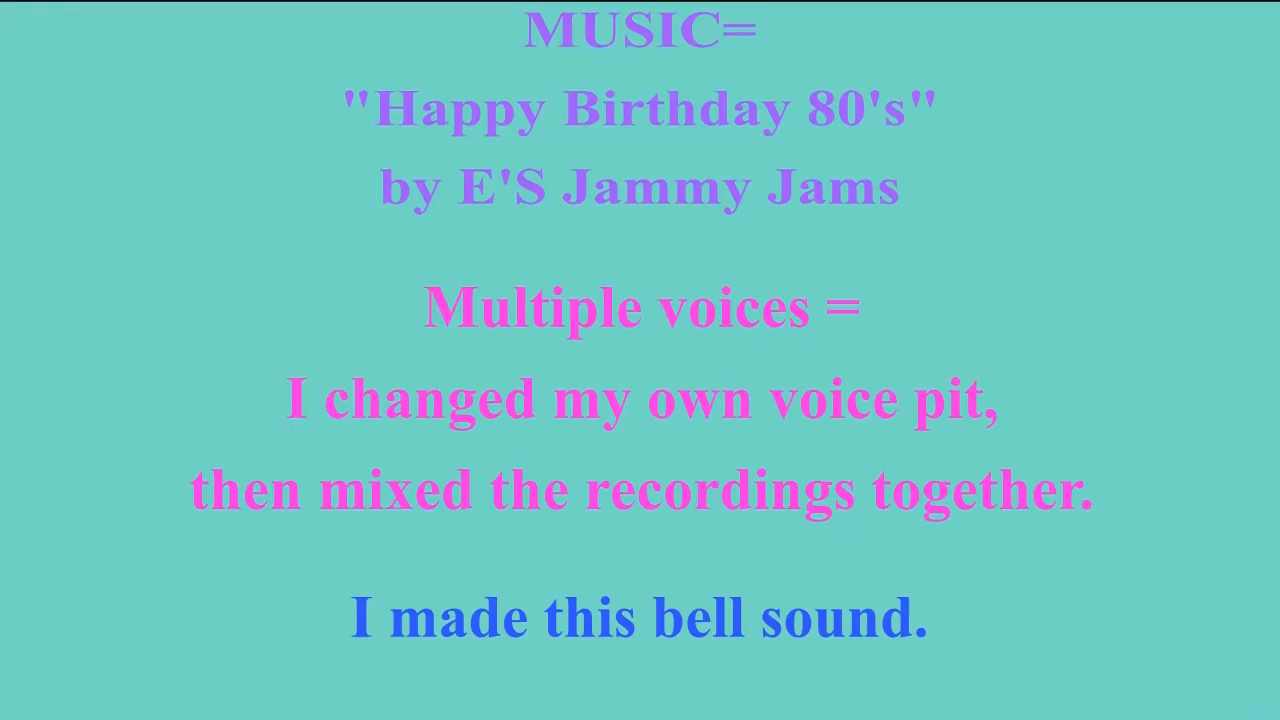 MUSIC=
"Happy Birthday 80's"
by E'S Jammy Jams
Multiple voices =
I changed my own voice pit,
then mixed the recordings together.
I made this bell sound.